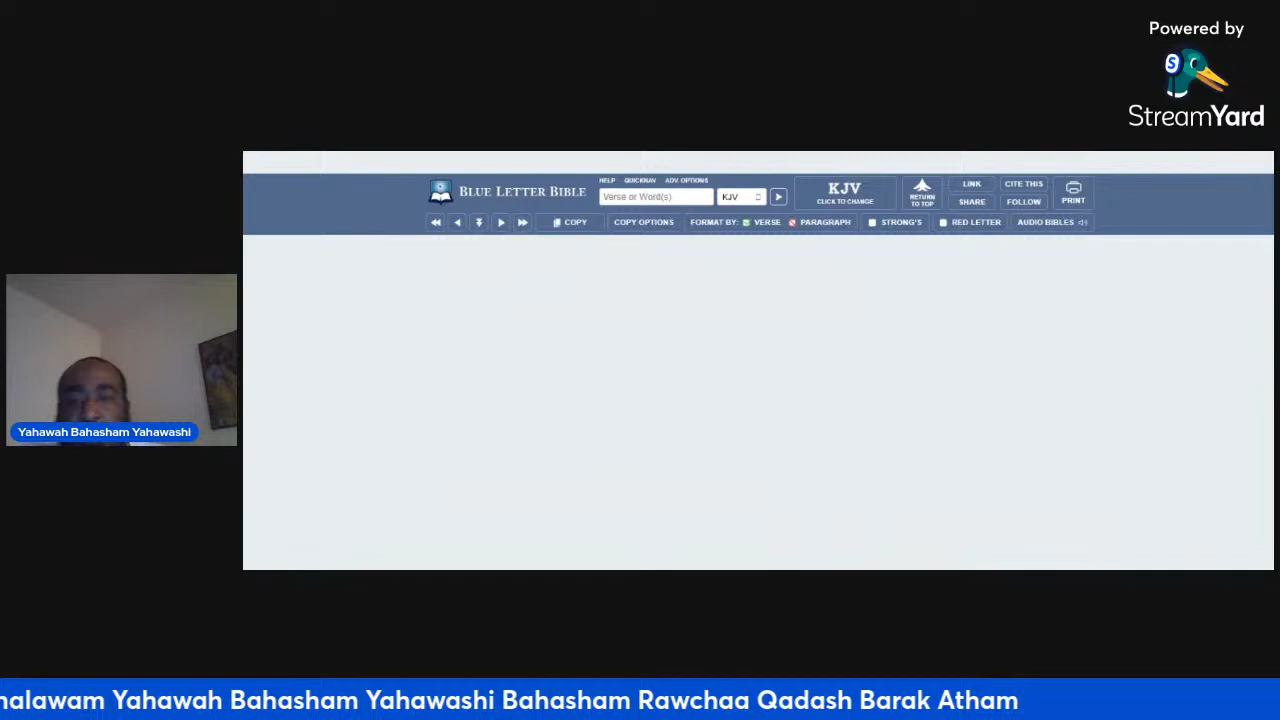 Powered by
StreamYard
HELP QUICKNAV ADV. OPTIONS
BLUE LETTER BIBLE
Verse or Word(s)
KJV
KJV
CLICK TO CHANGE
RETURN
TO TOP
LINK
CITE THIS
SHARE
FOLLOW
PRINT
COPY
COPY OPTIONS
FORMAT BY: VERSE PARAGRAPH
STRONG'S
RED LETTER
AUDIO BIBLES
Yahawah Bahasham Yahawashi
halawam Yahawah Bahasham Yahawashi Bahasham Rawchaa Qadash Barak Atham